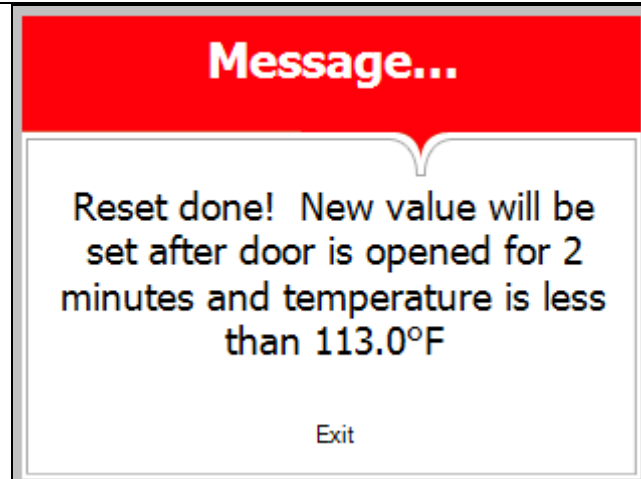 Message...
Reset done!  New value will be
set after door is opened for 2
minutes and temperature is less
than 113.0°F
Exit